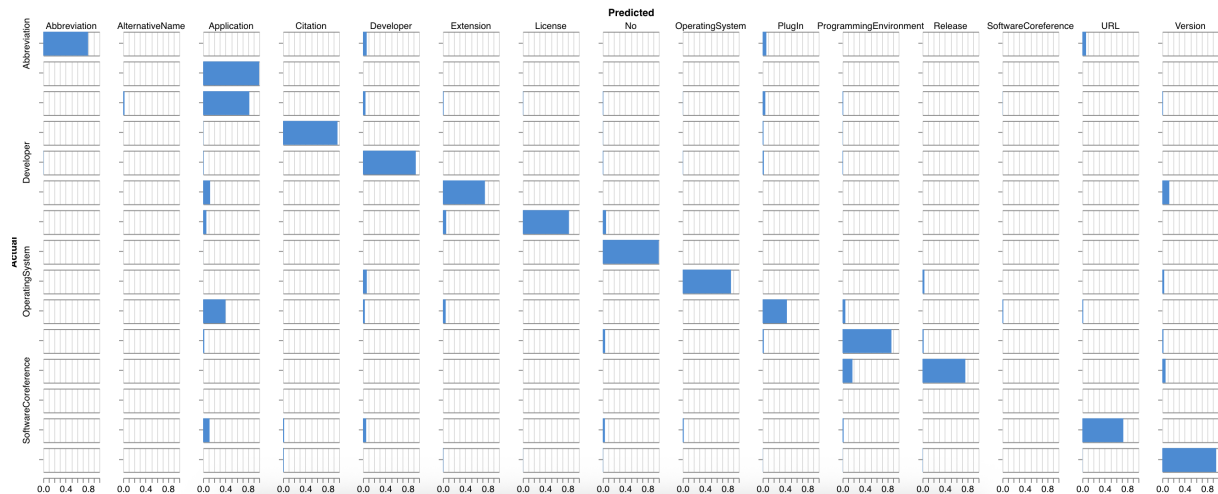 Predicted
Abbreviation AlternativeName Application Citation Developer Extension License No OperatingSystem PlugIn ProgrammingEnvironment Release SoftwareCoreference URL Version
Abbreviation
Developer
Actual
OperatingSystem
SoftwareCoreference
0.0 0.4 0.8 0.0 0.4 0.8 0.0 0.4 0.8 0.0 0.4 0.8 0.0 0.4 0.8 0.0 0.4 0.8 0.0 0.4 0.8 0.0 0.4 0.8 0.0 0.4 0.8 0.0 0.4 0.8 0.0 0.4 0.8 0.0 0.4 0.8 0.0 0.4 0.8 0.0 0.4 0.8 0.0 0.4 0.8